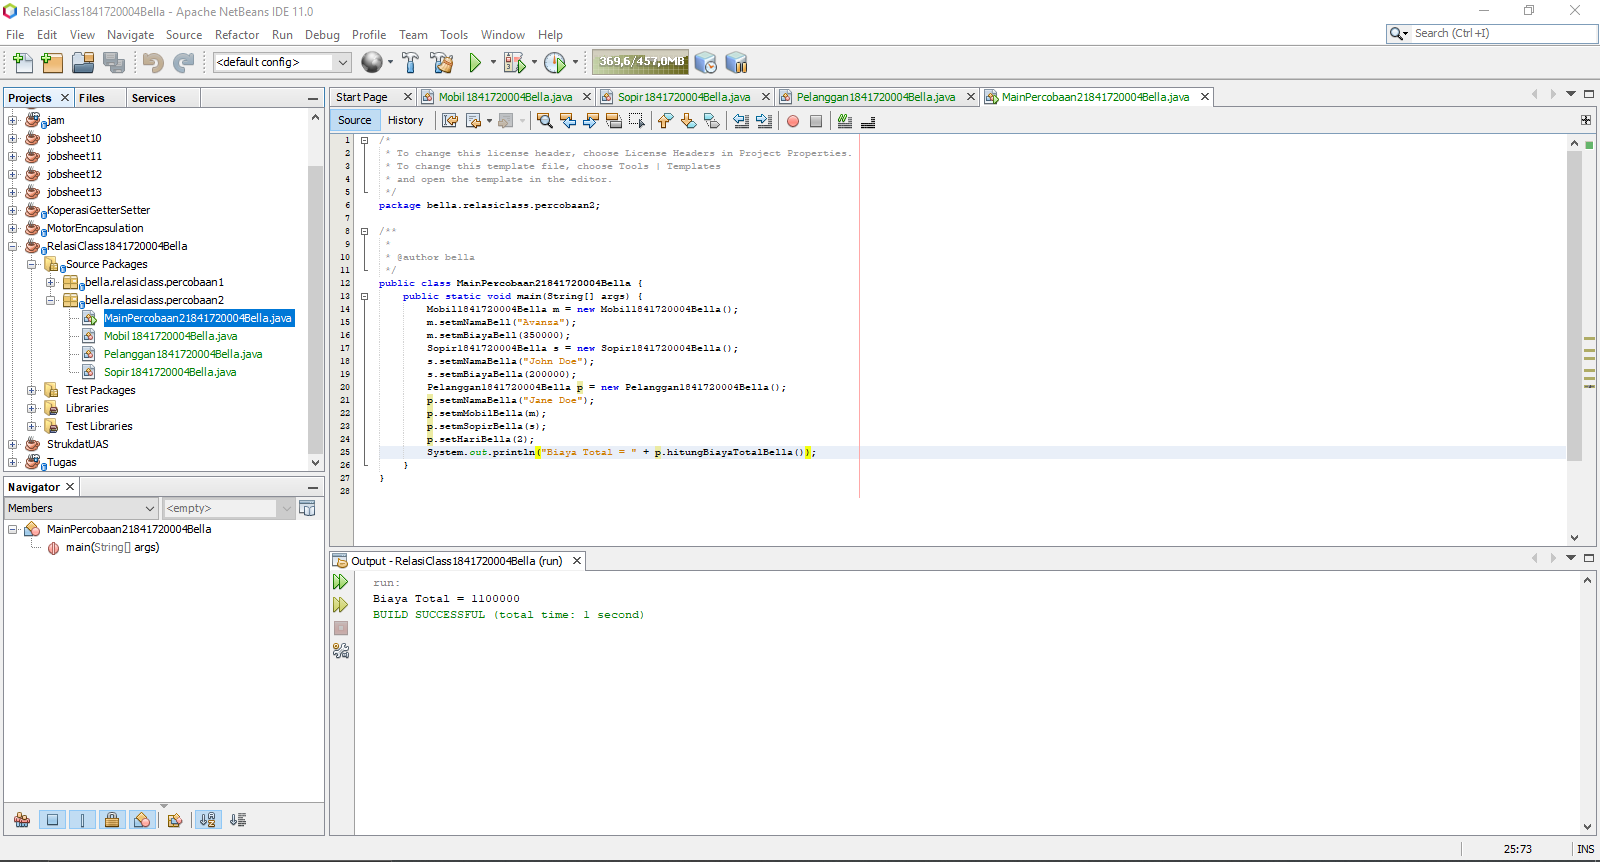 RelasiClass1841720004Bella - Apache NetBeans IDE 11.0
File Edit View Navigate Source Refactor Run Debug Profile Team Tools Window Help
Search (Ctrl+I)
<default config>
369,6/457,0MB
Projects Files Services
jam
jobsheet10
jobsheet11
jobsheet12
jobsheet13
KoperasiGetterSetter
MotorEncapsulation
RelasiClass1841720004Bella
Source Packages
bella.relasiclass.percobaan1
bella.relasiclass.percobaan2
MainPercobaan21841720004Bella.java
Mobil1841720004Bella.java
Pelanggan1841720004Bella.java
Sopir1841720004Bella.java
Test Packages
Libraries
Test Libraries
StrukdatUAS
Tugas
Navigator
Members
<empty>
MainPercobaan21841720004Bella
main(String[] args)
Start Page Mobil1841720004Bella.java Sopir1841720004Bella.java Pelanggan1841720004Bella.java MainPercobaan21841720004Bella.java
Source History
1 /*
2 * To change this license header, choose License Headers in Project Properties.
3 * To change this template file, choose Tools | Templates
4 * and open the template in the editor.
5 */
6 package bella.relasiclass.percobaan2;
7
8 /**
9 *
10 * @author bella
11 */
12 public class MainPercobaan21841720004Bella {
13 public static void main(String[] args) {
14 Mobil1841720004Bella m = new Mobil1841720004Bella();
15 m.setmNamaBell("Avanza");
16 m.setmBiayaBell(350000);
17 Sopir1841720004Bella s = new Sopir1841720004Bella();
18 s.setmNamaBella("John Doe");
19 s.setmBiayaBella(200000);
20 Pelanggan1841720004Bella p = new Pelanggan1841720004Bella();
21 p.setmNamaBella("Jane Doe");
22 p.setmMobilBella(m);
23 p.setmSopirBella(s);
24 p.setHariBella(2);
25 System.out.println("Biaya Total = " + p.hitungBiayaTotalBella());
26 }
27 }
28
Output - RelasiClass1841720004Bella (run)
run:
Biaya Total = 1100000
BUILD SUCCESSFUL (total time: 1 second)
25:73 INS